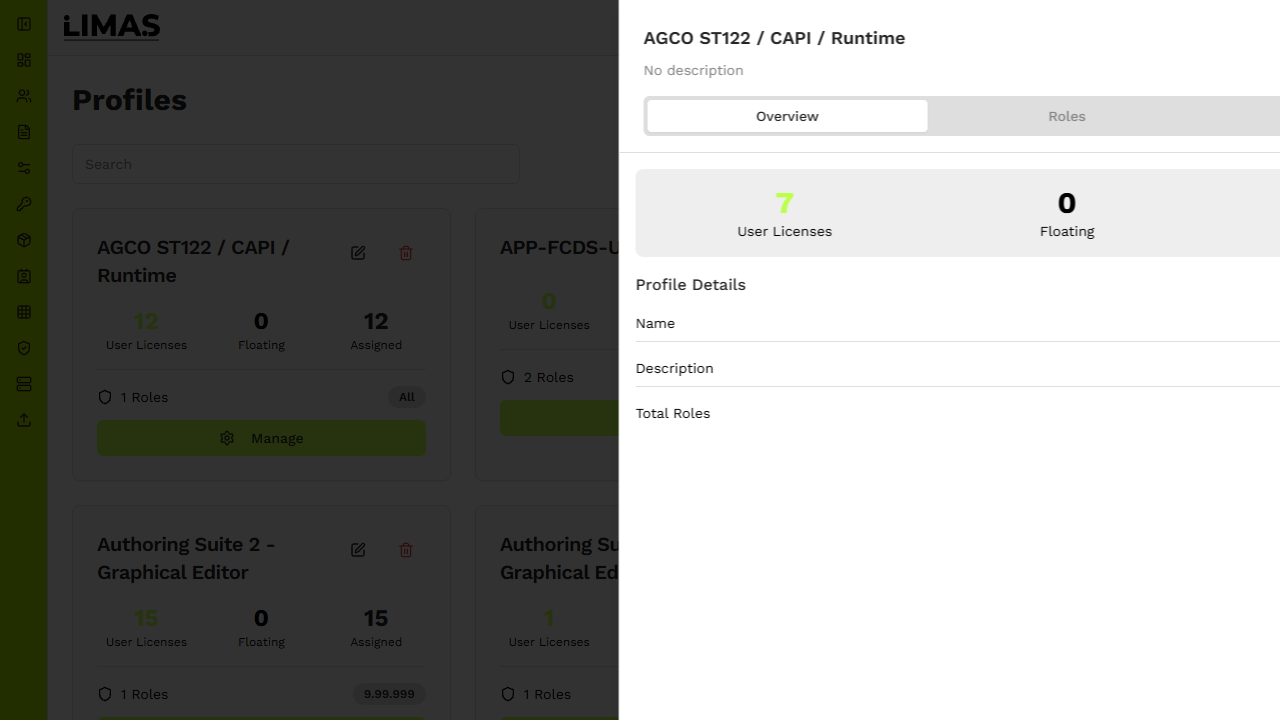 LIMAS
Profiles
Search
AGCO ST122 / CAPI /
Runtime
12
User Licenses
0
Floating
12
Assigned
1 Roles
All
Manage
APP-FCDS-U
0
User Licenses
2 Roles
Authoring Suite 2 -
Graphical Editor
15
User Licenses
0
Floating
15
Assigned
1 Roles
9.99.999
Authoring Su
Graphical Ed
1
User Licenses
1 Roles
AGCO ST122 / CAPI / Runtime
No description
Overview
Roles
7
User Licenses
0
Floating
Profile Details
Name
Description
Total Roles